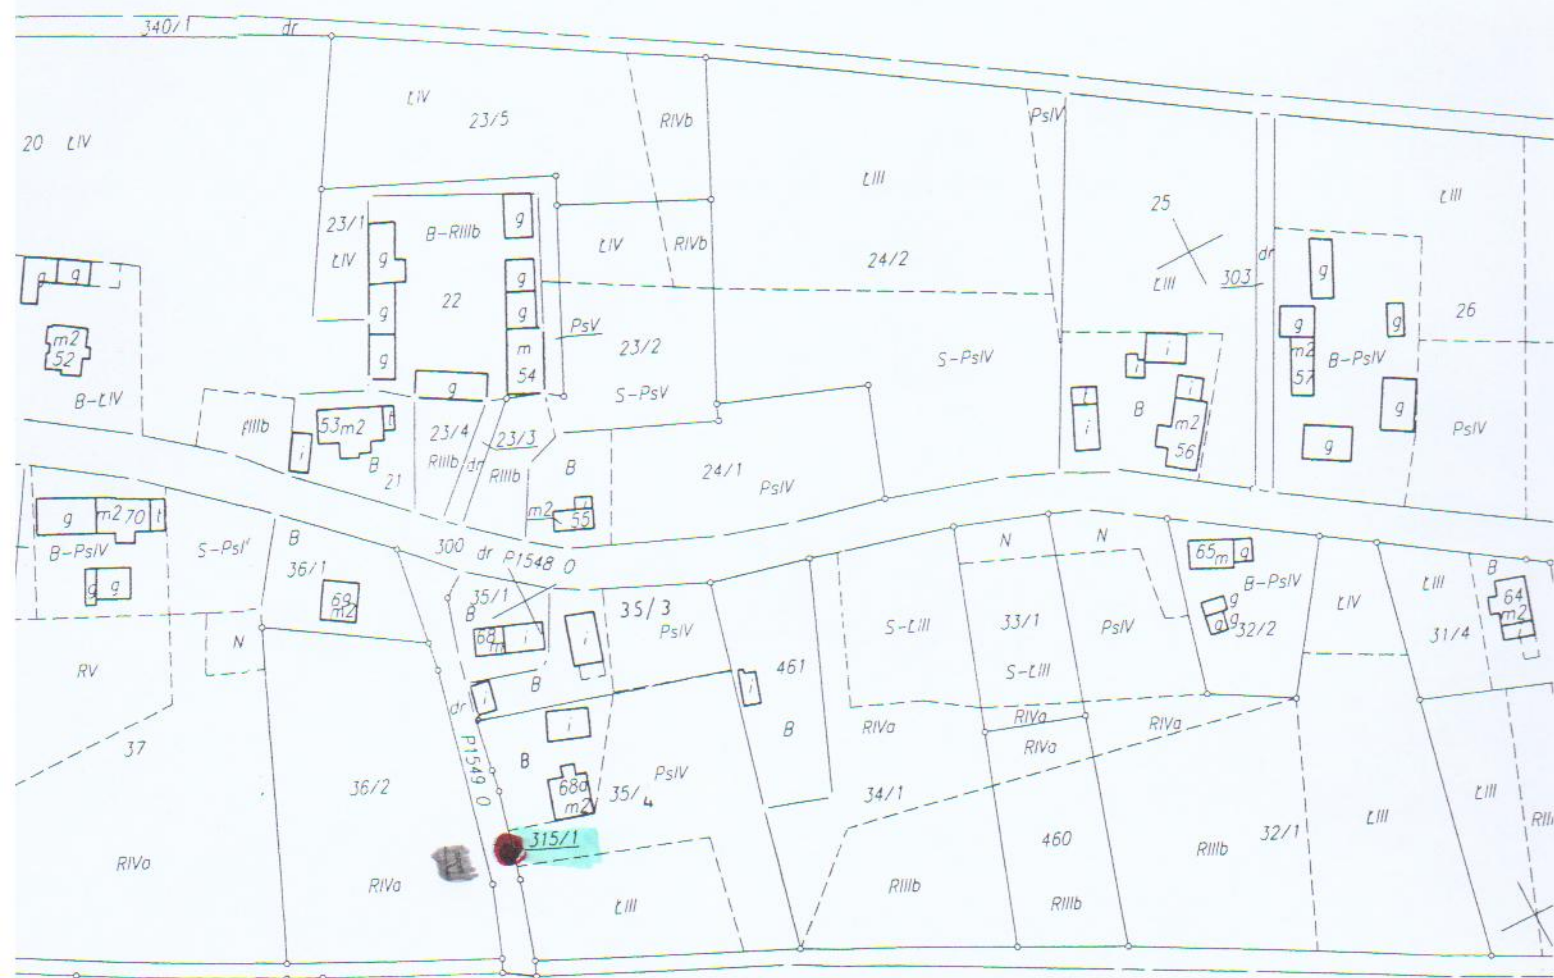 340/1
dr
ŁIV
23/5
RIVb
PsIV
20 ŁIV
ŁIII
ŁIII
25
23/1
g
B-RIIIb
ŁIV
RIVb
24/2
ŁIV
g
ŁIII
303
dr
g
g
g
g
22
g
26
g
g
g
PsV
m2
52
m
54
23/2
S-PsIV
i
i
m2
57
B-PsIV
g
g
B-ŁIV
g
S-PsV
t
B
i
m2
56
g
53 m2
t
23/4
23/3
i
B
21
RIIIb
dr
RIIIb
B
24/1
PsIV
i
g
PsIV
g
m2 70
t
m2
55
B-PsIV
B
300 dr P1548 O
N
N
65 m
g
36/1
g
g
69
m2
35/1
B
35/3
PsIV
B-PsIV
ŁIV
ŁIII
B
64
m2
i
68
m
i
i
S-ŁIII
33/1
PsIV
g
g
g
32/2
31/4
N
RV
461
S-ŁIII
i
B
i
dr
B
RIVa
RIVa
RIVa
RIVa
37
P1549 O
i
B
36/2
68a
m2
35/4
PsIV
34/1
ŁIII
ŁIII
315/1
460
RIIIb
32/1
RIVa
RIVa
ŁIII
RIIIb
RIIIb